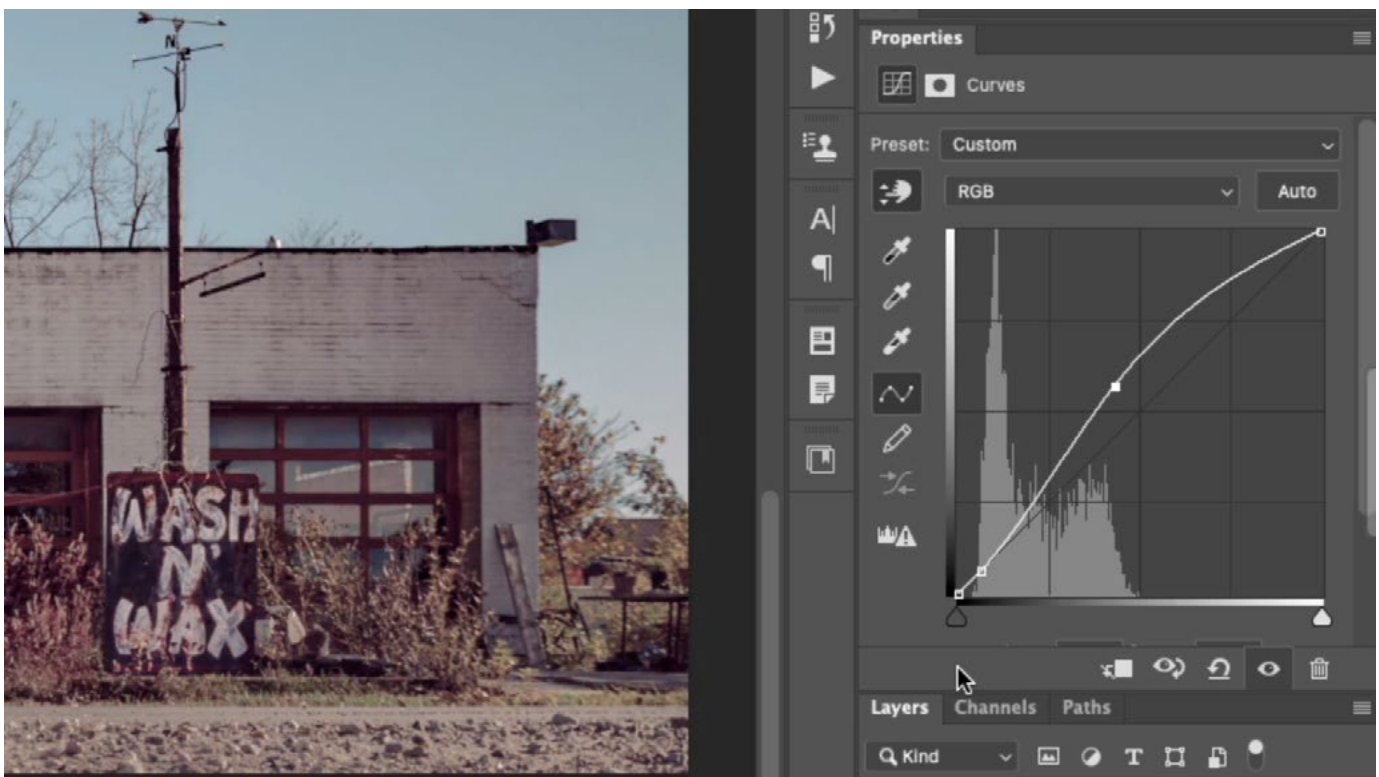 N
WASH
N'
WAX
Properties
Curves
Preset: Custom
RGB
Auto
Layers Channels Paths
Kind